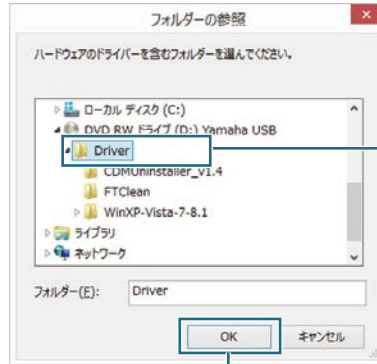 フォルダーの参照
ハードウェアのドライバーを含むフォルダーを選んでください。
ローカル ディスク (C:)
DVD RW ドライブ (D:) Yamaha USB
Driver
CDMUninstaller_v1.4
FTClean
WinXP-Vista-7-8.1
ライブラリ
ネットワーク
フォルダー(F): Driver
OK キャンセル